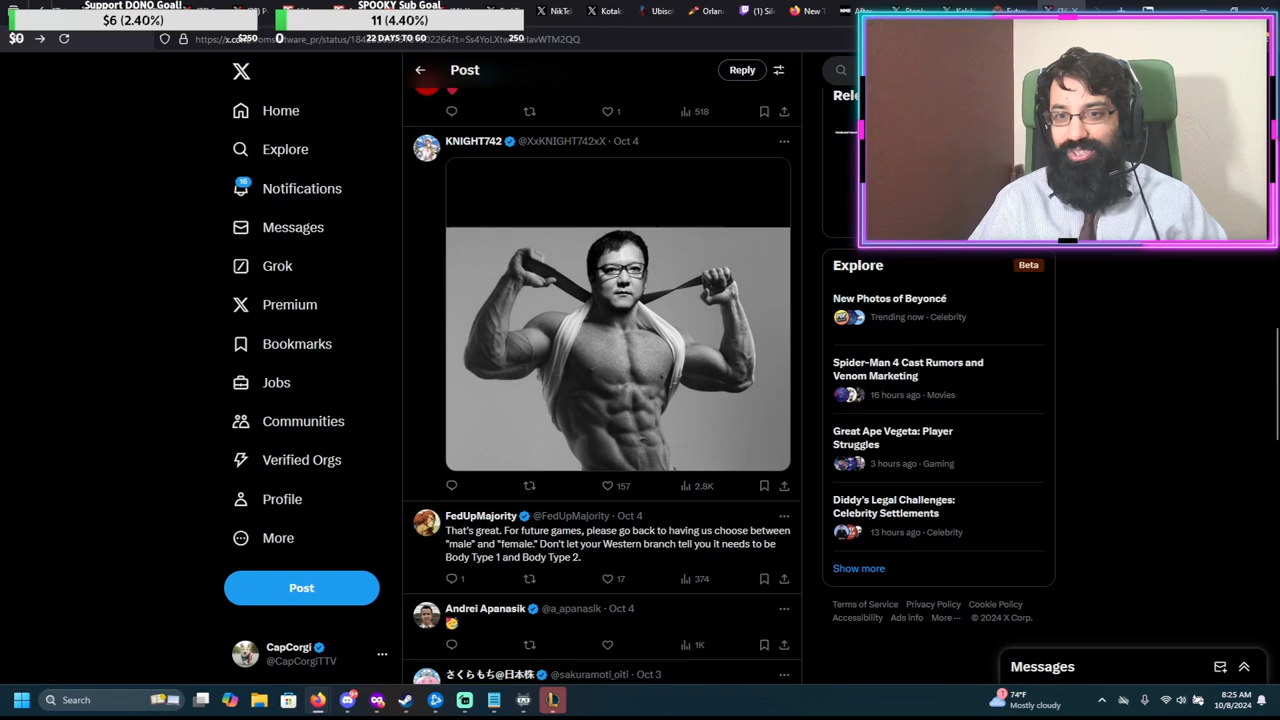 Support DONO Goal!
$6 (2.40%)
$0
$250
SPOOKY Sub Goal
11 (4.40%)
0
22 DAYS TO GO
250
NikTe
Kotak
Ubiso
Orlan
New T
Post
Reply
Home
Explore
16
Notifications
Messages
Grok
Premium
Bookmarks
Jobs
Communities
Verified Orgs
Profile
More
Post
CapCorgi
@CapCorgiTTV
1
518
KNIGHT742 @XxKNIGHT742xX · Oct 4
157
2.8K
FedUpMajority @FedUpMajority · Oct 4
That's great. For future games, please go back to having us choose between
"male" and "female." Don't let your Western branch tell you it needs to be
Body Type 1 and Body Type 2.
1
17
374
Andrei Apanasik @a_apanasik · Oct 4
1K
さくらもち@日本株 @sakuramoti_oiti · Oct 3
Rele
Explore
Beta
New Photos of Beyoncé
Trending now · Celebrity
Spider-Man 4 Cast Rumors and
Venom Marketing
16 hours ago · Movies
Great Ape Vegeta: Player
Struggles
3 hours ago · Gaming
Diddy's Legal Challenges:
Celebrity Settlements
13 hours ago · Celebrity
Show more
Terms of Service Privacy Policy Cookie Policy
Accessibility Ads info More ··· © 2024 X Corp.
Messages
Search
74°F
Mostly cloudy
8:25 AM
10/8/2024